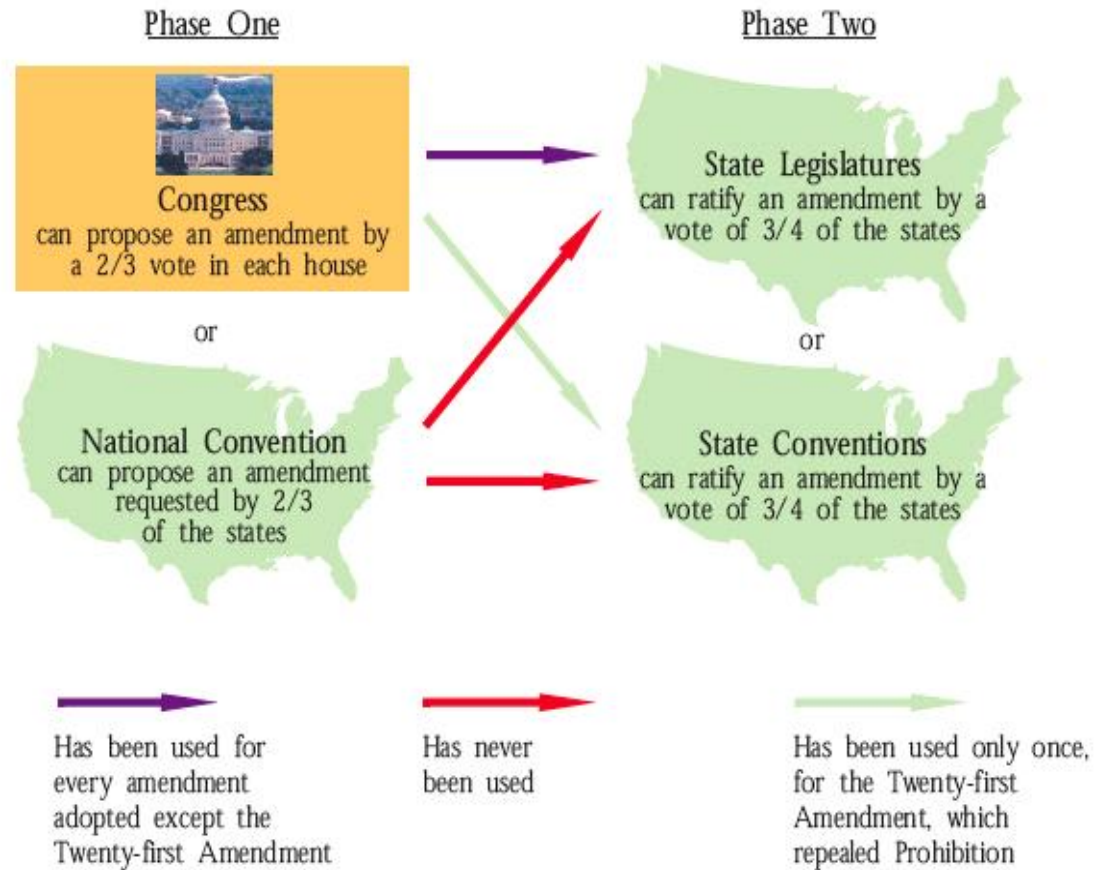 Phase One
Phase Two
Congress
can propose an amendment by
a 2/3 vote in each house
or
National Convention
can propose an amendment
requested by 2/3
of the states
State Legislatures
can ratify an amendment by a
vote of 3/4 of the states
or
State Conventions
can ratify an amendment by a
vote of 3/4 of the states
Has been used for
every amendment
adopted except the
Twenty-first Amendment
Has never
been used
Has been used only once,
for the Twenty-first
Amendment, which
repealed Prohibition